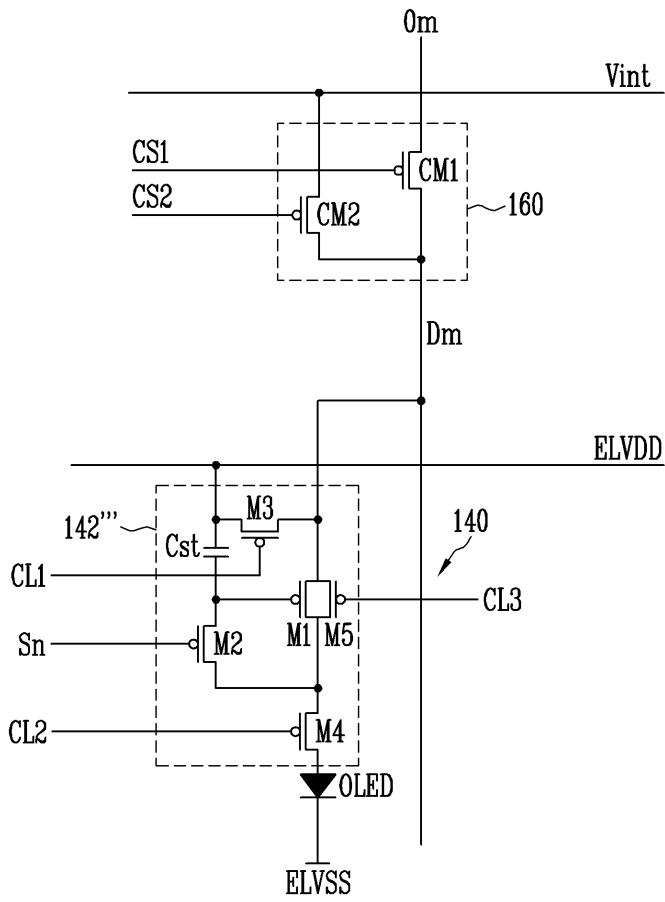 Om
Vint
CS1
CM1
CS2
CM2
160
Dm
ELVDD
M3
142'''
140
Cst
CL1
CL3
M1
M5
Sn
M2
CL2
M4
OLED
ELVSS